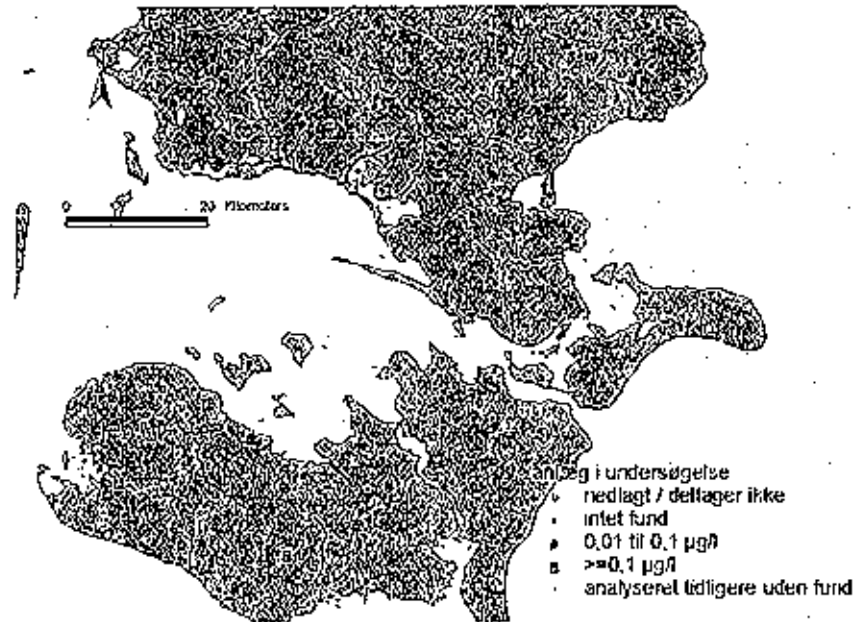 0 20 Kilometers
anlæg i undersøgelse
nedlagt / deltager ikke
intet fund
0,01 til 0,1 µg/l
>=0,1 µg/l
analyseret tidligere uden fund